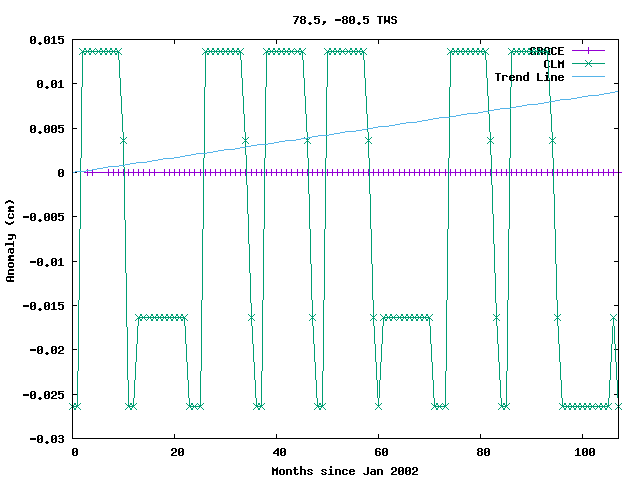 78.5, -80.5 TWS
0.015
0.01
0.005
0
-0.005
-0.01
-0.015
-0.02
-0.025
-0.03
GRACE
CLM
Trend Line
Anomaly (cm)
0 20 40 60 80 100
Months since Jan 2002